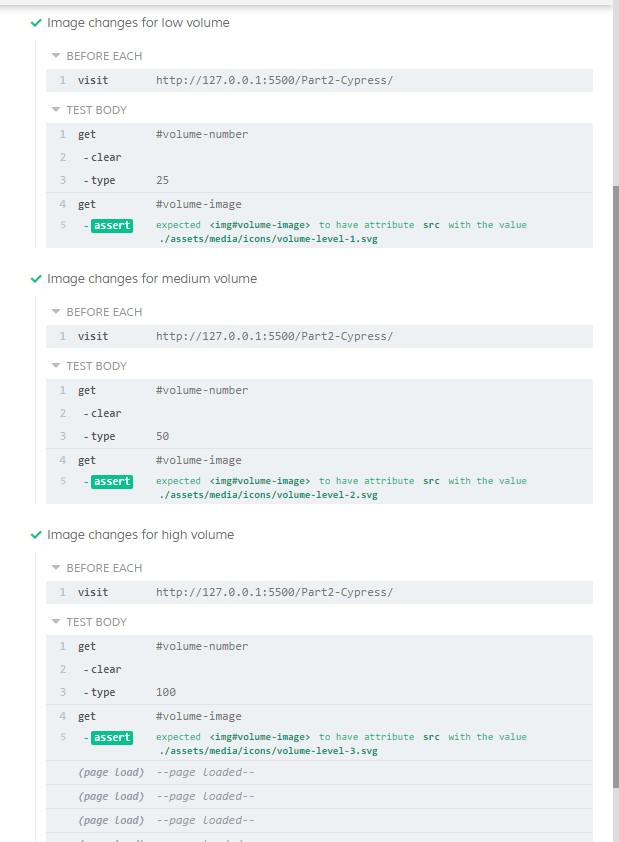 Image changes for low volume
BEFORE EACH
1 visit http://127.0.0.1:5500/Part2-Cypress/
TEST BODY
1 get #volume-number
2 -clear
3 -type 25
4 get #volume-image
5 -assert expected <img#volume-image> to have attribute src with the value
./assets/media/icons/volume-level-1.svg
Image changes for medium volume
BEFORE EACH
1 visit http://127.0.0.1:5500/Part2-Cypress/
TEST BODY
1 get #volume-number
2 -clear
3 -type 50
4 get #volume-image
5 -assert expected <img#volume-image> to have attribute src with the value
./assets/media/icons/volume-level-2.svg
Image changes for high volume
BEFORE EACH
1 visit http://127.0.0.1:5500/Part2-Cypress/
TEST BODY
1 get #volume-number
2 -clear
3 -type 100
4 get #volume-image
5 -assert expected <img#volume-image> to have attribute src with the value
./assets/media/icons/volume-level-3.svg
(page load) --page loaded--
(page load) --page loaded--
(page load) --page loaded--